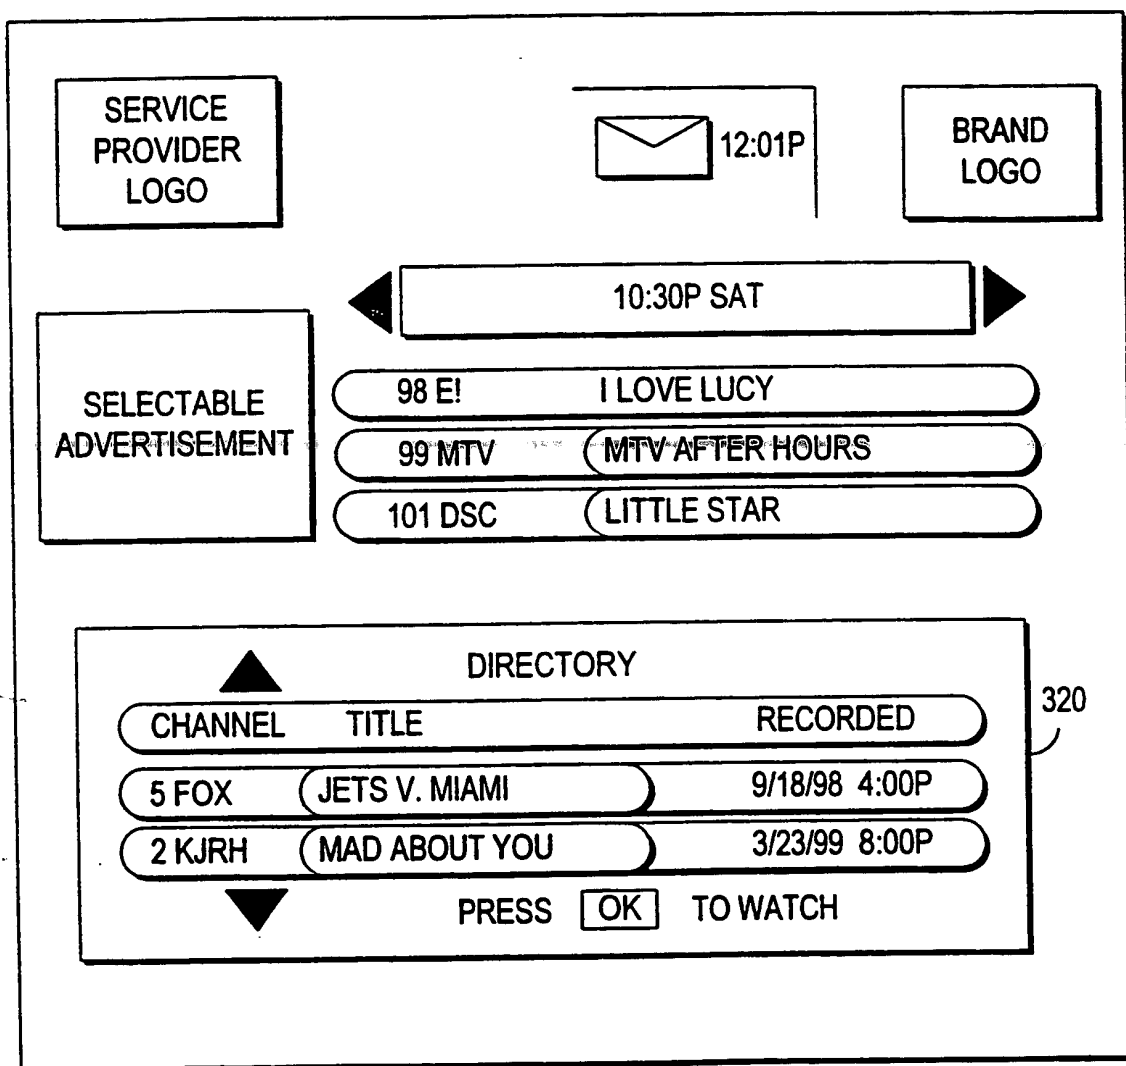 SERVICE
PROVIDER
LOGO
12:01P
BRAND
LOGO
10:30P SAT
SELECTABLE
ADVERTISEMENT
98 E! I LOVE LUCY
99 MTV MTV AFTER HOURS
101 DSC LITTLE STAR
DIRECTORY
CHANNEL TITLE RECORDED
5 FOX JETS V. MIAMI 9/18/98 4:00P
2 KJRH MAD ABOUT YOU 3/23/99 8:00P
PRESS OK TO WATCH
320